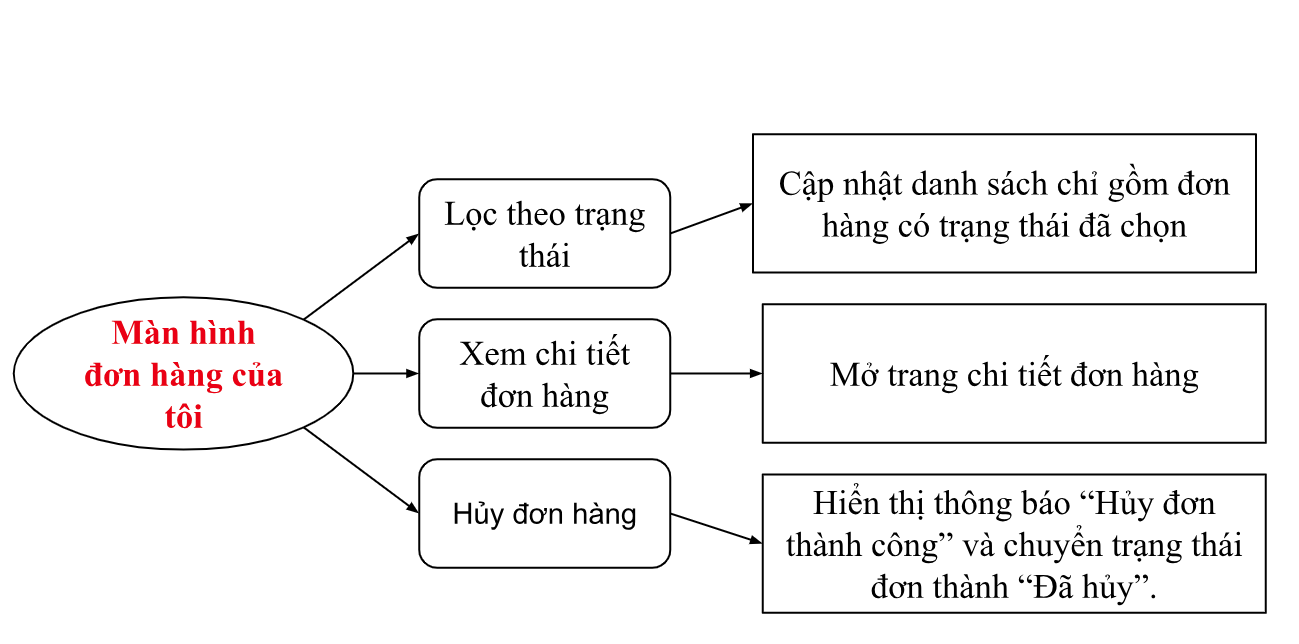 Màn hình
đơn hàng của
tôi
Lọc theo trạng
thái
Cập nhật danh sách chỉ gồm đơn
hàng có trạng thái đã chọn
Xem chi tiết
đơn hàng
Mở trang chi tiết đơn hàng
Hủy đơn hàng
Hiển thị thông báo “Hủy đơn
thành công” và chuyển trạng thái
đơn thành “Đã hủy”.